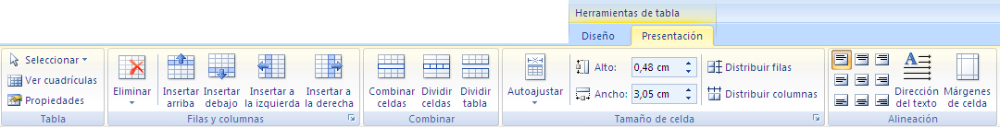 Herramientas de tabla
Diseño Presentación
Seleccionar
Ver cuadrículas
Propiedades
Tabla
Eliminar
Insertar arriba
Insertar debajo
Insertar a la izquierda
Insertar a la derecha
Filas y columnas
Combinar celdas
Dividir celdas
Dividir tabla
Combinar
Autoajustar
Alto: 0,48 cm
Ancho: 3,05 cm
Distribuir filas
Distribuir columnas
Tamaño de celda
Dirección del texto
Márgenes de celda
Alineación